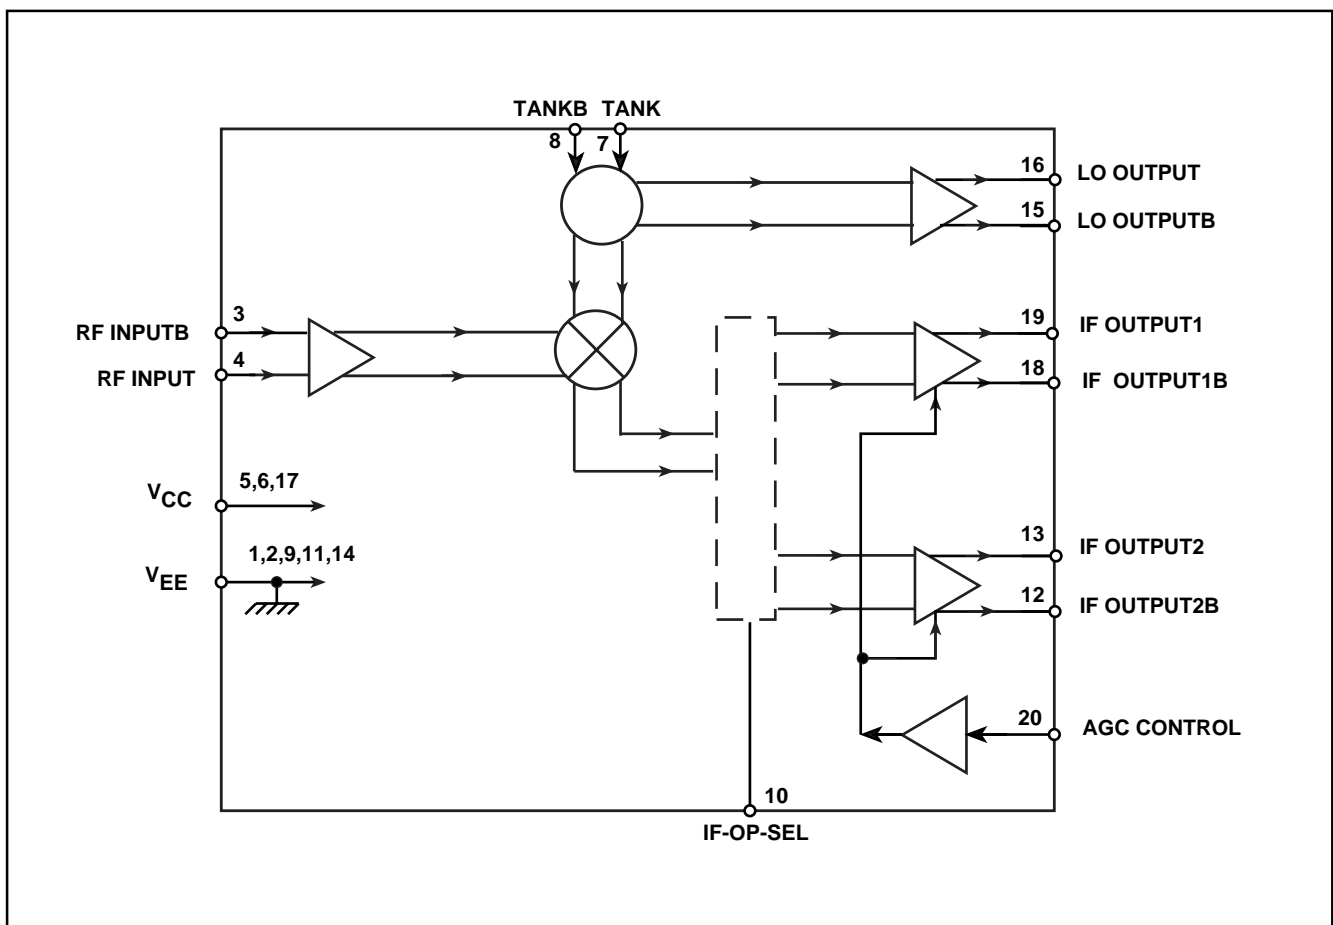 TANKB TANK
8 7
16 LO OUTPUT
15 LO OUTPUTB
RF INPUTB 3
RF INPUT 4
19 IF OUTPUT1
18 IF OUTPUT1B
VCC 5,6,17
VEE 1,2,9,11,14
13 IF OUTPUT2
12 IF OUTPUT2B
20 AGC CONTROL
10
IF-OP-SEL